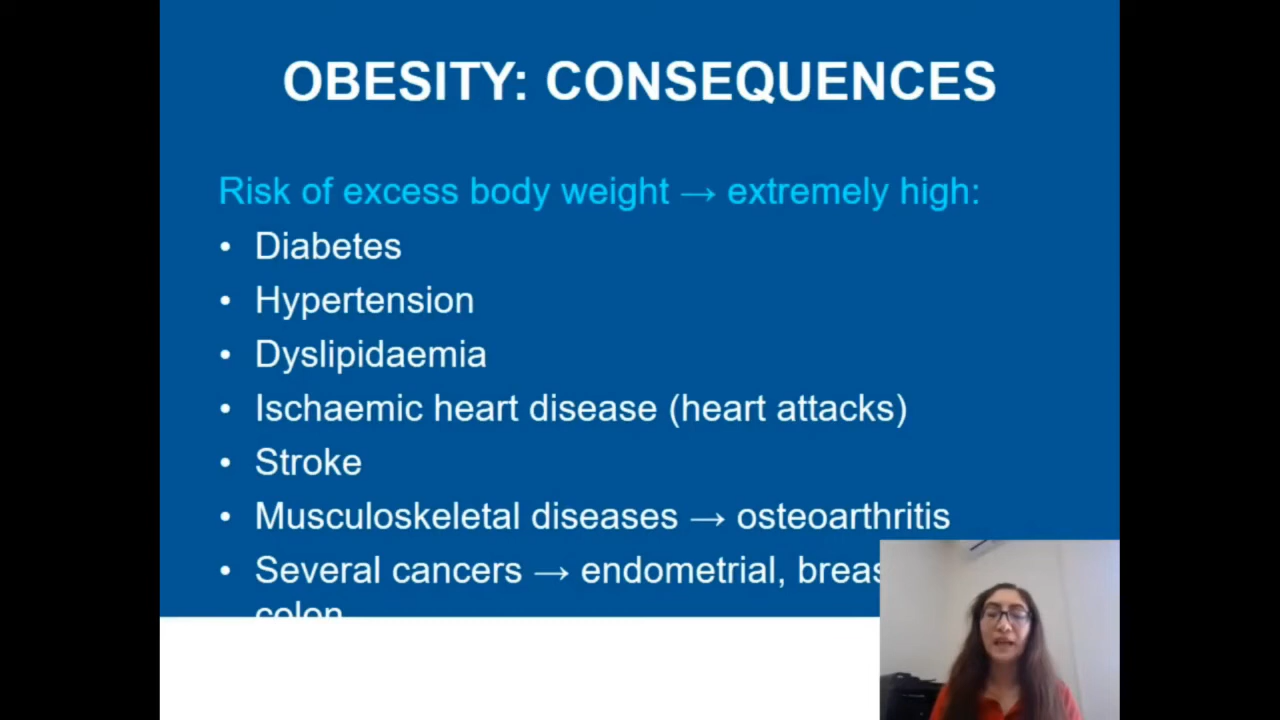 OBESITY: CONSEQUENCES
Risk of excess body weight → extremely high:
• Diabetes
• Hypertension
• Dyslipidaemia
• Ischaemic heart disease (heart attacks)
• Stroke
• Musculoskeletal diseases → osteoarthritis
• Several cancers → endometrial,
colon